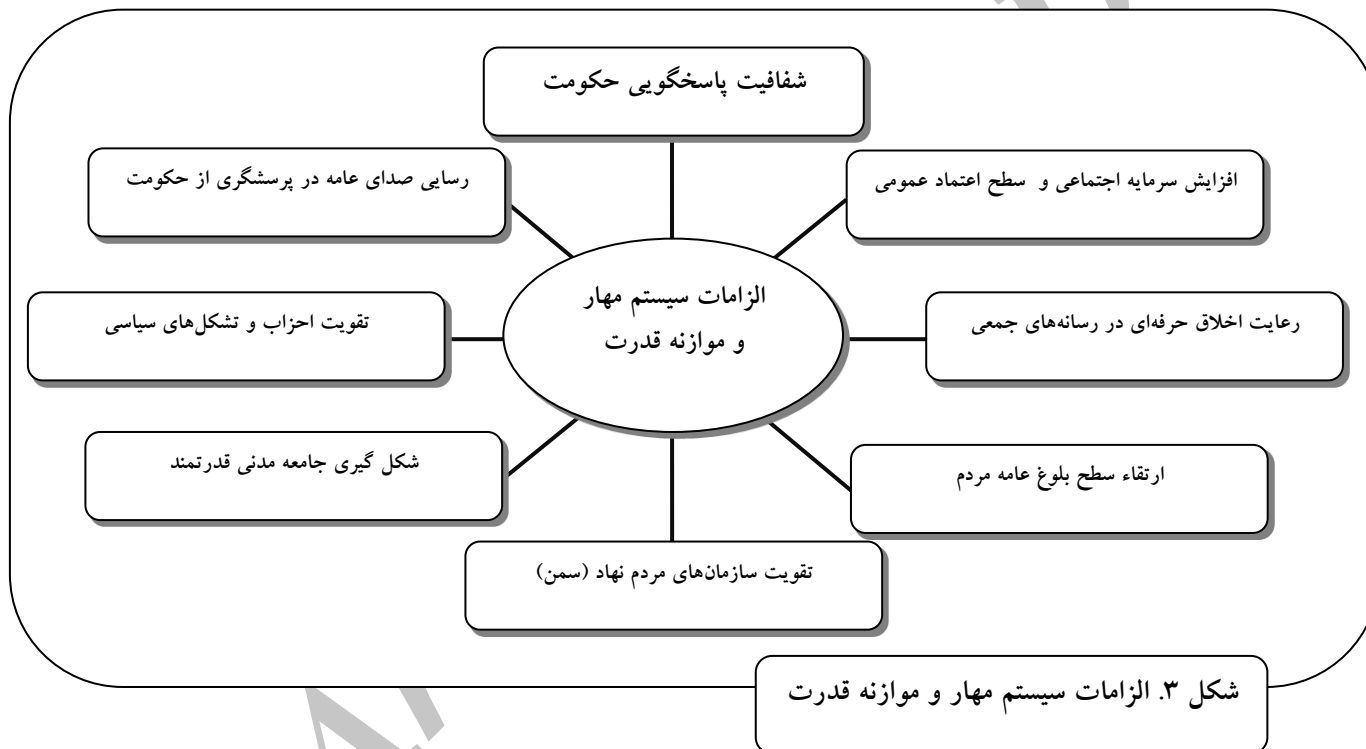 شفافیت پاسخگویی حکومت
افزایش سرمایه اجتماعی و سطح اعتماد عمومی
رسایی صدای عامه در پرسشگری از حکومت
الزامات سیستم مهار
و موازنه قدرت
رعایت اخلاق حرفه‌ای در رسانه‌های جمعی
تقویت احزاب و تشکل‌های سیاسی
ارتقاء سطح بلوغ عامه مردم
شکل گیری جامعه مدنی قدرتمند
تقویت سازمان‌های مردم نهاد (سمن)
شکل ۳. الزامات سیستم مهار و موازنه قدرت